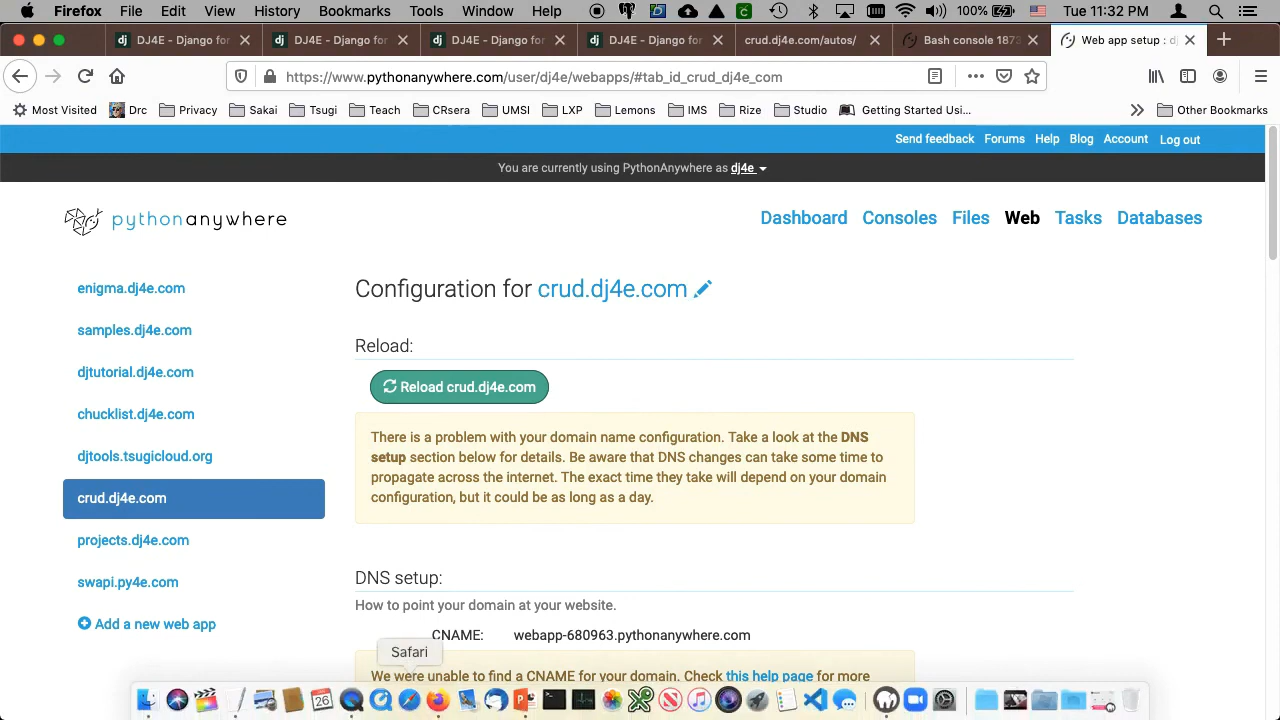 Firefox File Edit View History Bookmarks Tools Window Help 100% Tue 11:32 PM
DJ4E - Django for DJ4E - Django for DJ4E - Django for DJ4E - Django for crud.dj4e.com/autos/ Bash console 1873 Web app setup : dj
https://www.pythonanywhere.com/user/dj4e/webapps/#tab_id_crud_dj4e_com
Most Visited Drc Privacy Sakai Tsugi Teach CRsera UMSI LXP Lemons IMS Rize Studio Getting Started Usi... Other Bookmarks
Send feedback Forums Help Blog Account Log out
You are currently using PythonAnywhere as dj4e
pythonanywhere
Dashboard Consoles Files Web Tasks Databases
enigma.dj4e.com
samples.dj4e.com
djtutorial.dj4e.com
chucklist.dj4e.com
djtools.tsugicloud.org
crud.dj4e.com
projects.dj4e.com
swapi.py4e.com
Add a new web app
Configuration for crud.dj4e.com
Reload:
Reload crud.dj4e.com
There is a problem with your domain name configuration. Take a look at the DNS
setup section below for details. Be aware that DNS changes can take some time to
propagate across the internet. The exact time they take will depend on your domain
configuration, but it could be as long as a day.
DNS setup:
How to point your domain at your website.
CNAME: webapp-680963.pythonanywhere.com
Safari
We were unable to find a CNAME for your domain. Check this help page for more